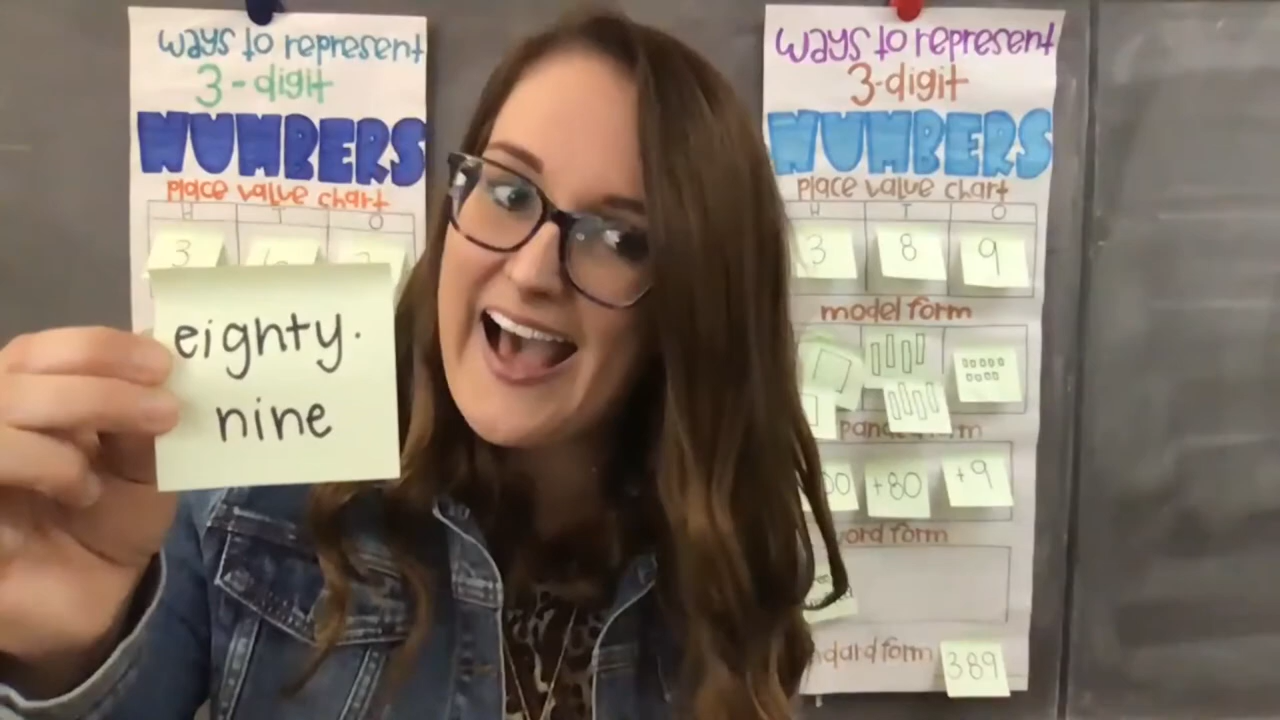 ways to represent
3-digit
NUMBERS
place value chart
H T O
3
eighty-
nine
ways to represent
3-digit
NUMBERS
place value chart
H T O
3 8 9
model form
+80 +9
form
form 389